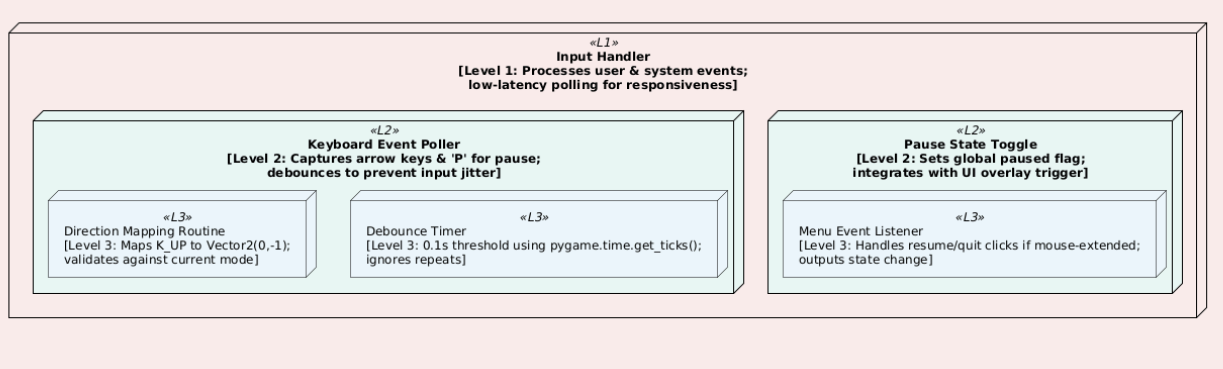 «L1»
Input Handler
[Level 1: Processes user & system events;
low-latency polling for responsiveness]
«L2»
Keyboard Event Poller
[Level 2: Captures arrow keys & 'P' for pause;
debounces to prevent input jitter]
«L3»
Direction Mapping Routine
[Level 3: Maps K_UP to Vector2(0,-1);
validates against current mode]
«L3»
Debounce Timer
[Level 3: 0.1s threshold using pygame.time.get_ticks();
ignores repeats]
«L2»
Pause State Toggle
[Level 2: Sets global paused flag;
integrates with UI overlay trigger]
«L3»
Menu Event Listener
[Level 3: Handles resume/quit clicks if mouse-extended;
outputs state change]